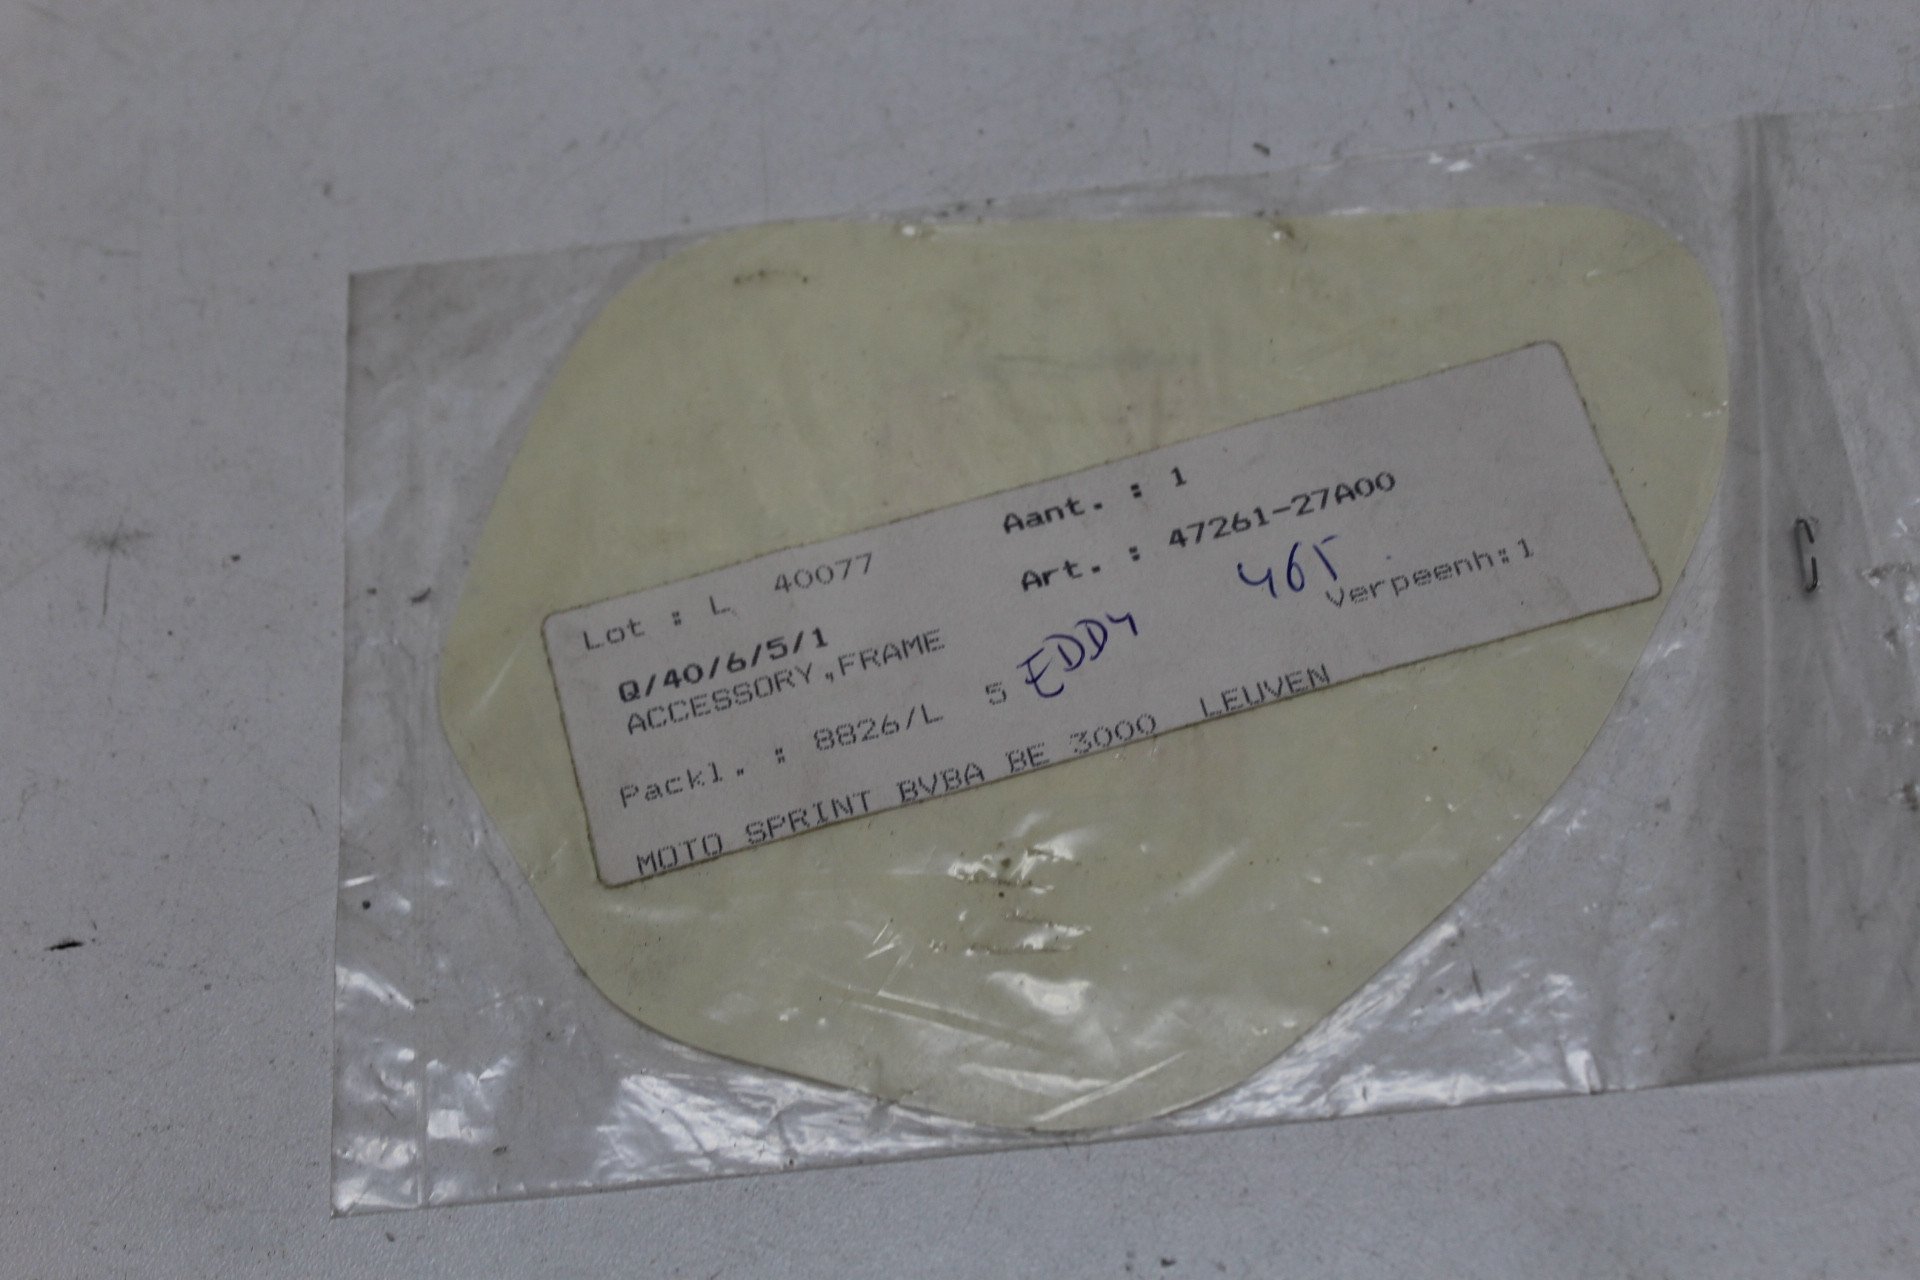 Lot : L 40077 Aant. : 1
Q/40/6/5/1 Art. : 47261-27A00
ACCESSORY,FRAME 465
Verpeenh:1
Packl. : 8826/L 5 EDDY
MOTO SPRINT BVBA BE 3000 LEUVEN